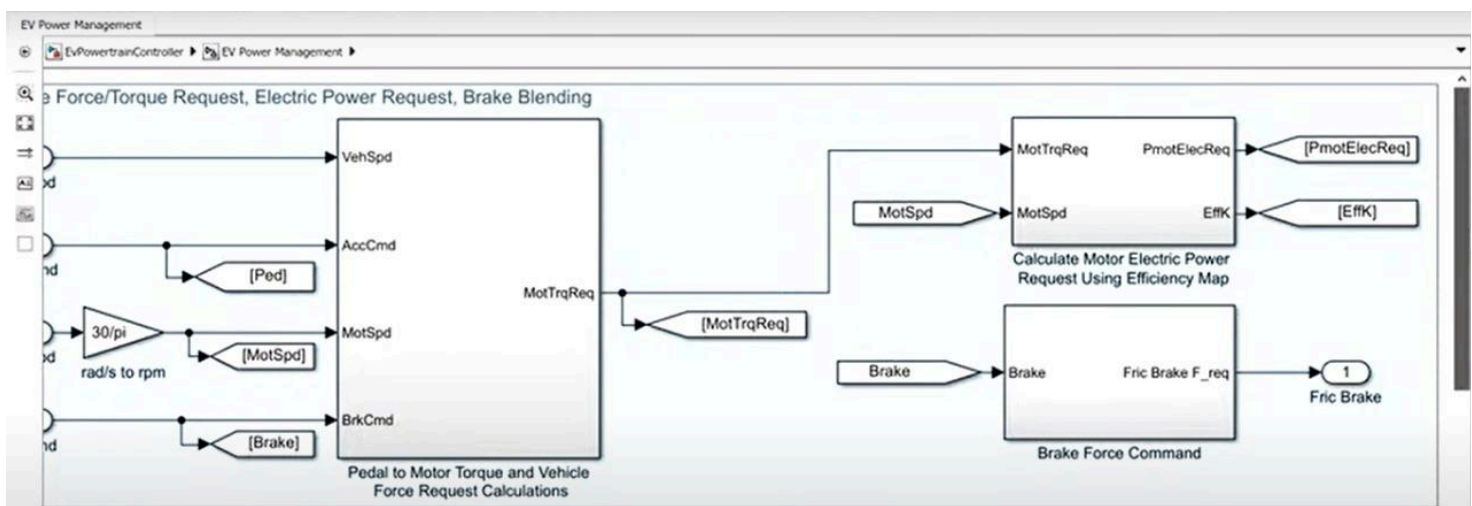 EV Power Management
EvPowertrainController EV Power Management
e Force/Torque Request, Electric Power Request, Brake Blending
VehSpd
AccCmd
[Ped]
MotSpd
30/pi
rad/s to rpm
[MotSpd]
BrkCmd
[Brake]
MotTrqReq
[MotTrqReq]
Pedal to Motor Torque and Vehicle
Force Request Calculations
MotTrqReq PmotElecReq
[PmotElecReq]
MotSpd
MotSpd EffK
[EffK]
Calculate Motor Electric Power
Request Using Efficiency Map
Brake
Brake Fric Brake F_req
1
Fric Brake
Brake Force Command